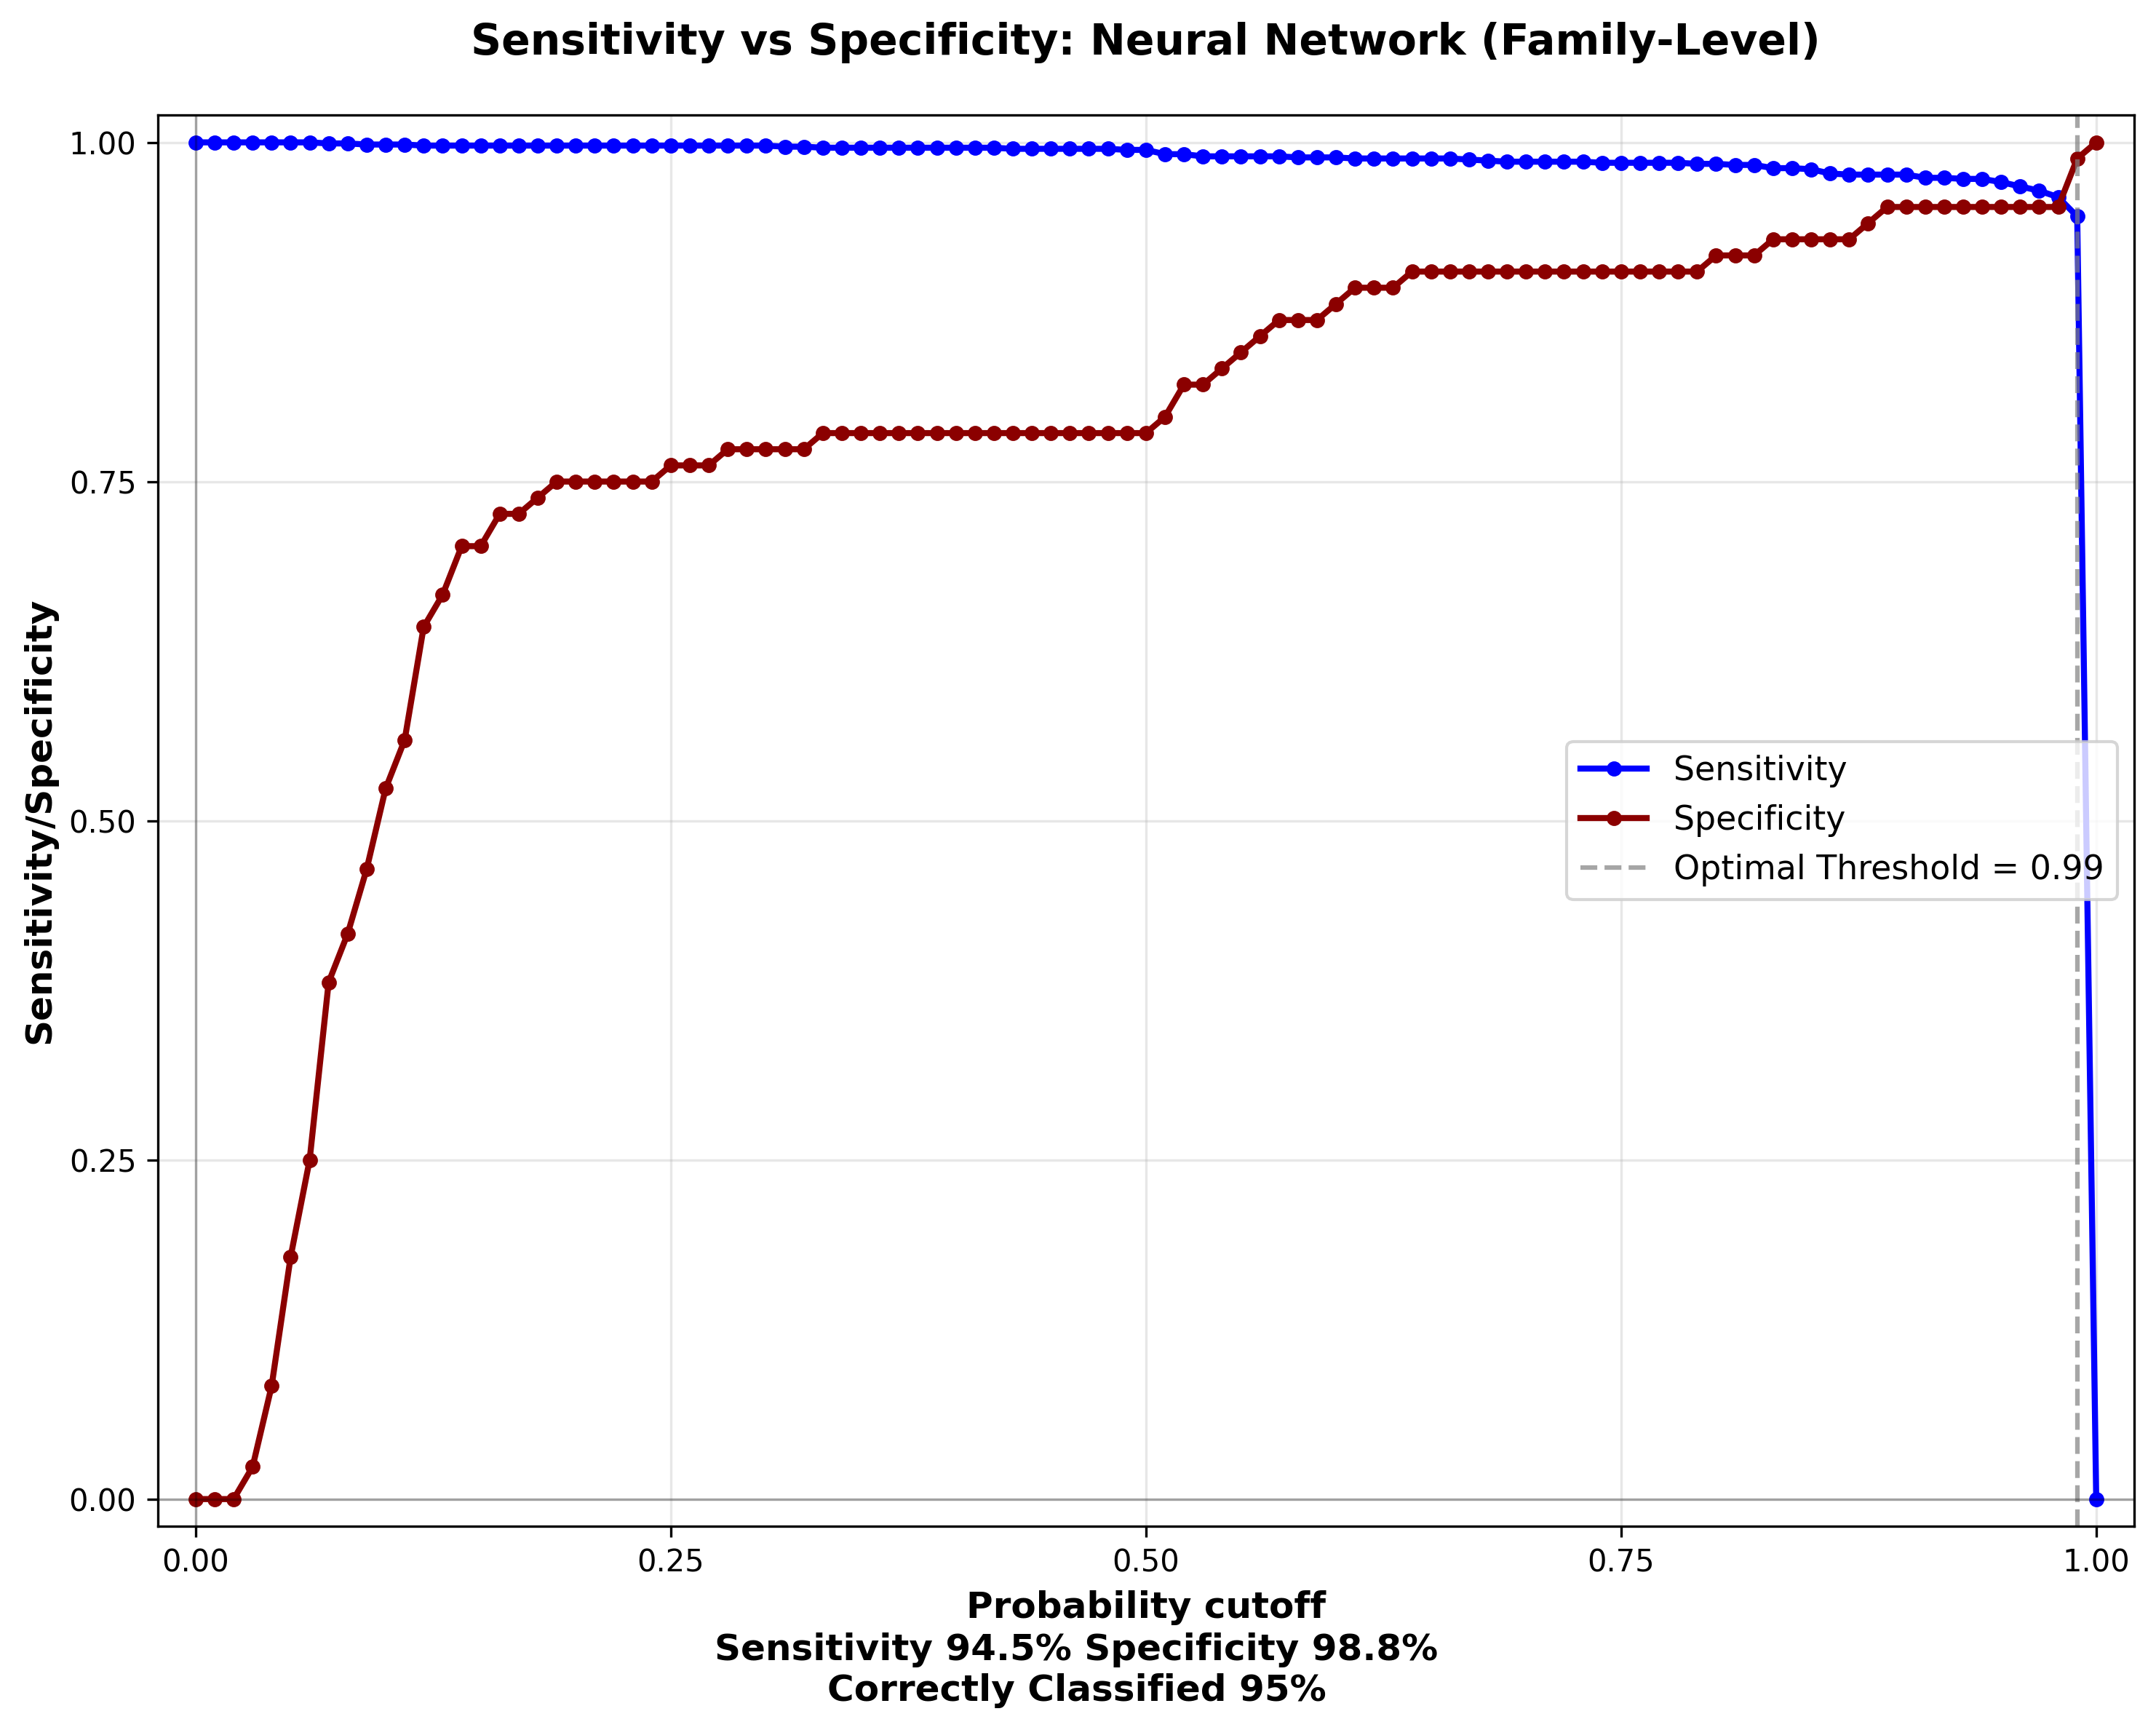 Sensitivity vs Specificity: Neural Network (Family-Level)
1.00
0.75
0.50
0.25
0.00
Sensitivity/Specificity
Sensitivity
Specificity
Optimal Threshold = 0.99
0.00
0.25
0.50
0.75
1.00
Probability cutoff
Sensitivity 94.5% Specificity 98.8%
Correctly Classified 95%